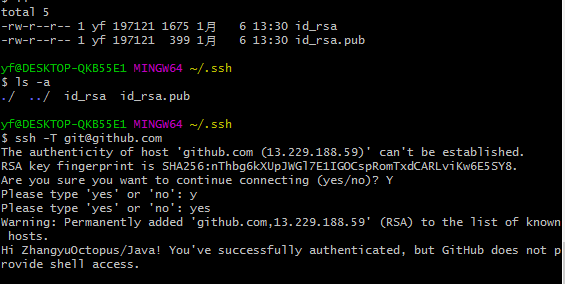 total 5
-rw-r--r-- 1 yf 197121 1675 1月   6 13:30 id_rsa
-rw-r--r-- 1 yf 197121  399 1月   6 13:30 id_rsa.pub
yf@DESKTOP-QKB55E1 MINGW64 ~/.ssh
$ ls -a
./  ../  id_rsa  id_rsa.pub
yf@DESKTOP-QKB55E1 MINGW64 ~/.ssh
$ ssh -T git@github.com
The authenticity of host 'github.com (13.229.188.59)' can't be established.
RSA key fingerprint is SHA256:nThbg6kXUpJWGl7E1IGOCspRomTxdCARLviKw6E5SY8.
Are you sure you want to continue connecting (yes/no)? Y
Please type 'yes' or 'no': y
Please type 'yes' or 'no': yes
Warning: Permanently added 'github.com,13.229.188.59' (RSA) to the list of known
 hosts.
Hi ZhangyuOctopus/Java! You've successfully authenticated, but GitHub does not p
rovide shell access.